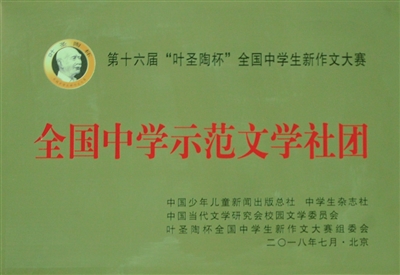 第十六届“叶圣陶杯”全国中学生新作文大赛
全国中学示范文学社团
中国少年儿童新闻出版总社 中学生杂志社
中国当代文学研究会校园文学委员会
叶圣陶杯全国中学生新作文大赛组委会
二〇一八年七月·北京